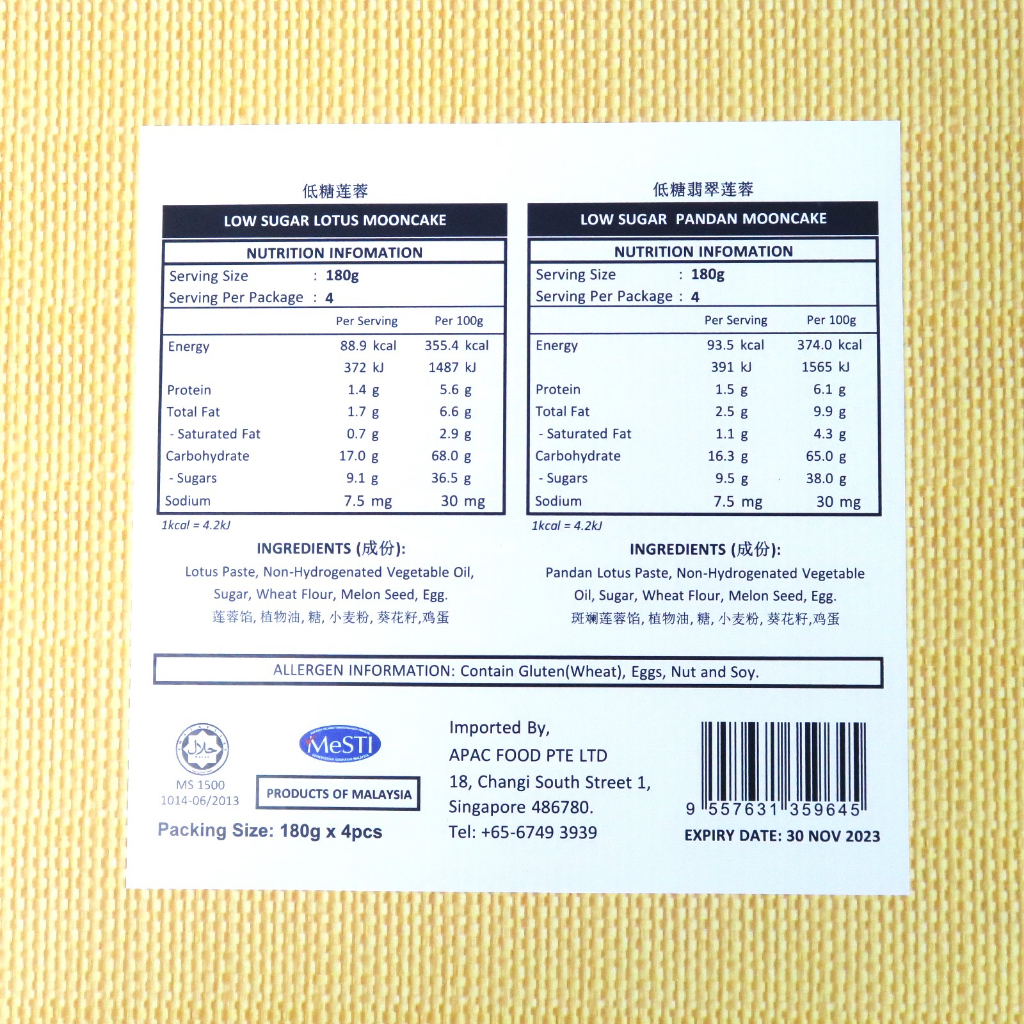 低糖莲蓉
LOW SUGAR LOTUS MOONCAKE
NUTRITION INFOMATION
Serving Size : 180g
Serving Per Package : 4
Per Serving Per 100g
Energy 88.9 kcal 355.4 kcal
372 kJ 1487 kJ
Protein 1.4 g 5.6 g
Total Fat 1.7 g 6.6 g
- Saturated Fat 0.7 g 2.9 g
Carbohydrate 17.0 g 68.0 g
- Sugars 9.1 g 36.5 g
Sodium 7.5 mg 30 mg
1kcal = 4.2kJ
INGREDIENTS (成份):
Lotus Paste, Non-Hydrogenated Vegetable Oil,
Sugar, Wheat Flour, Melon Seed, Egg.
莲蓉馅, 植物油, 糖, 小麦粉, 葵花籽,鸡蛋
低糖翡翠莲蓉
LOW SUGAR PANDAN MOONCAKE
NUTRITION INFOMATION
Serving Size : 180g
Serving Per Package : 4
Per Serving Per 100g
Energy 93.5 kcal 374.0 kcal
391 kJ 1565 kJ
Protein 1.5 g 6.1 g
Total Fat 2.5 g 9.9 g
- Saturated Fat 1.1 g 4.3 g
Carbohydrate 16.3 g 65.0 g
- Sugars 9.5 g 38.0 g
Sodium 7.5 mg 30 mg
1kcal = 4.2kJ
INGREDIENTS (成份):
Pandan Lotus Paste, Non-Hydrogenated Vegetable
Oil, Sugar, Wheat Flour, Melon Seed, Egg.
斑斓莲蓉馅, 植物油, 糖, 小麦粉, 葵花籽,鸡蛋
ALLERGEN INFORMATION: Contain Gluten(Wheat), Eggs, Nut and Soy.
حلال
MS 1500
1014-06/2013
MeSTI
PRODUCTS OF MALAYSIA
Packing Size: 180g x 4pcs
Imported By,
APAC FOOD PTE LTD
18, Changi South Street 1,
Singapore 486780.
Tel: +65-6749 3939
9 557631 359645
EXPIRY DATE: 30 NOV 2023